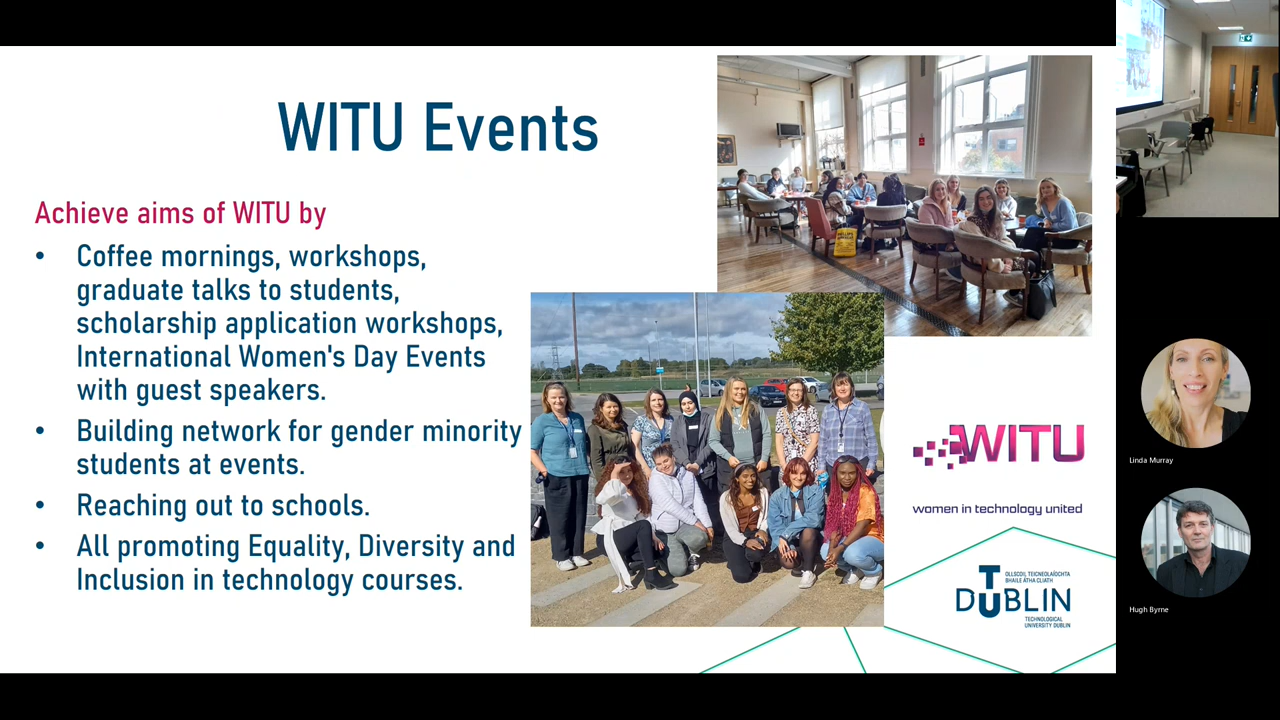 WITU Events
Achieve aims of WITU by
• Coffee mornings, workshops,
graduate talks to students,
scholarship application workshops,
International Women's Day Events
with guest speakers.
• Building network for gender minority
students at events.
• Reaching out to schools.
• All promoting Equality, Diversity and
Inclusion in technology courses.
WITU
women in technology united
OLLSCOIL TEICNEOLAÍOCHTA
BHAILE ÁTHA CLIATH
TU DUBLIN
TECHNOLOGICAL
UNIVERSITY DUBLIN
Linda Murray
Hugh Byrne